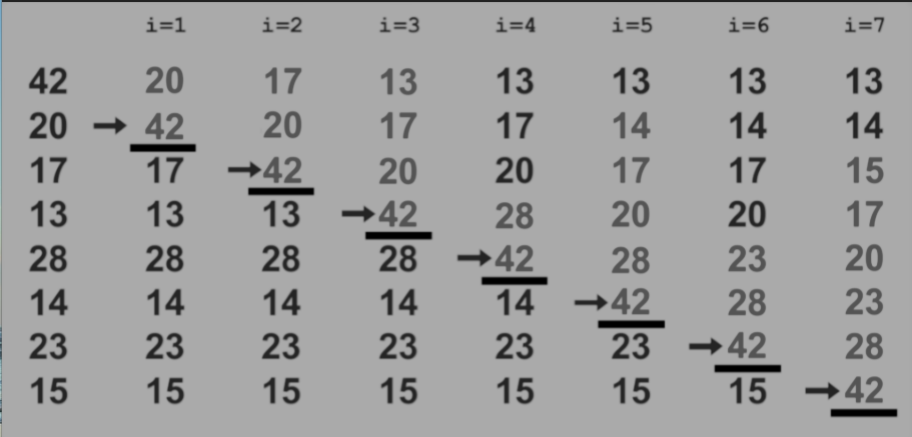 i=1 i=2 i=3 i=4 i=5 i=6 i=7
42 20 17 13 13 13 13 13
20 → 42 20 17 17 14 14 14
17 17 → 42 20 20 17 17 15
13 13 13 → 42 28 20 20 17
28 28 28 28 → 42 28 23 20
14 14 14 14 14 → 42 28 23
23 23 23 23 23 23 → 42 28
15 15 15 15 15 15 15 → 42